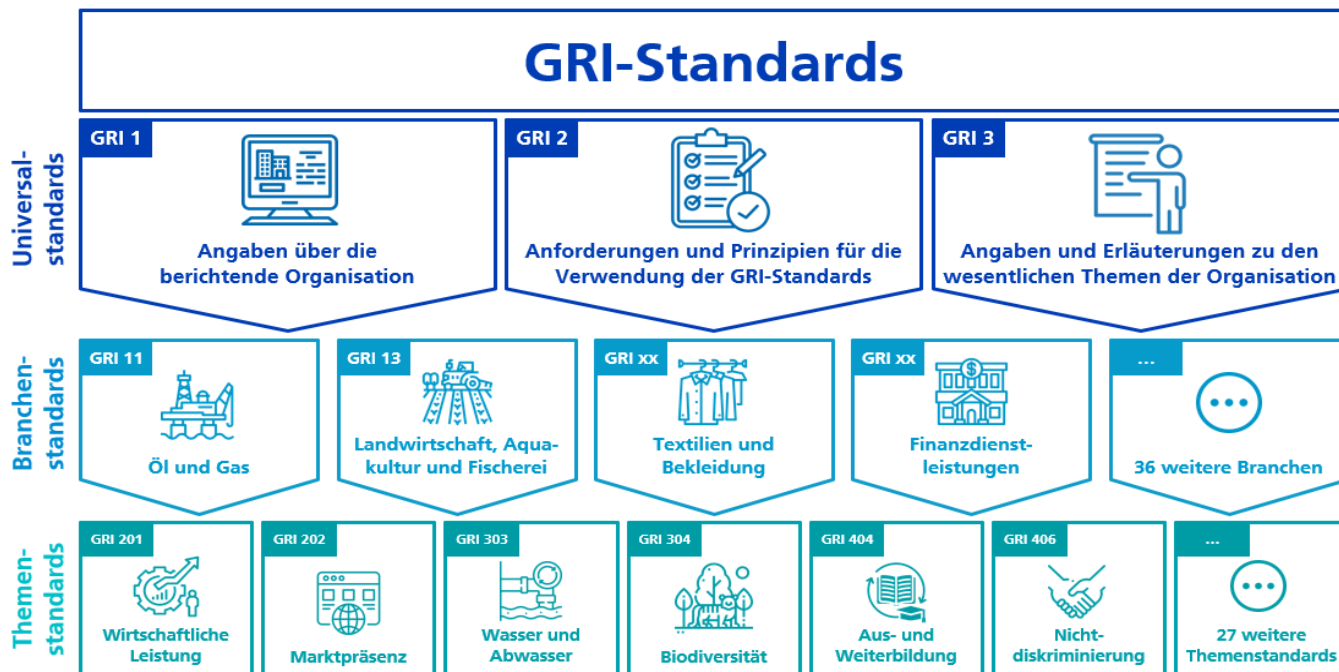 GRI-Standards
Universal-
standards
GRI 1
Angaben über die
berichtende Organisation
GRI 2
Anforderungen und Prinzipien für die
Verwendung der GRI-Standards
GRI 3
Angaben und Erläuterungen zu den
wesentlichen Themen der Organisation
Branchen-
standards
GRI 11
Öl und Gas
GRI 13
Landwirtschaft, Aqua-
kultur und Fischerei
GRI xx
Textilien und
Bekleidung
GRI xx
$
Finanzdienst-
leistungen
...
36 weitere Branchen
Themen-
standards
GRI 201
Wirtschaftliche
Leistung
GRI 202
Marktpräsenz
GRI 303
Wasser und
Abwasser
GRI 304
Biodiversität
GRI 404
Aus- und
Weiterbildung
GRI 406
Nicht-
diskriminierung
...
27 weitere
Themenstandards